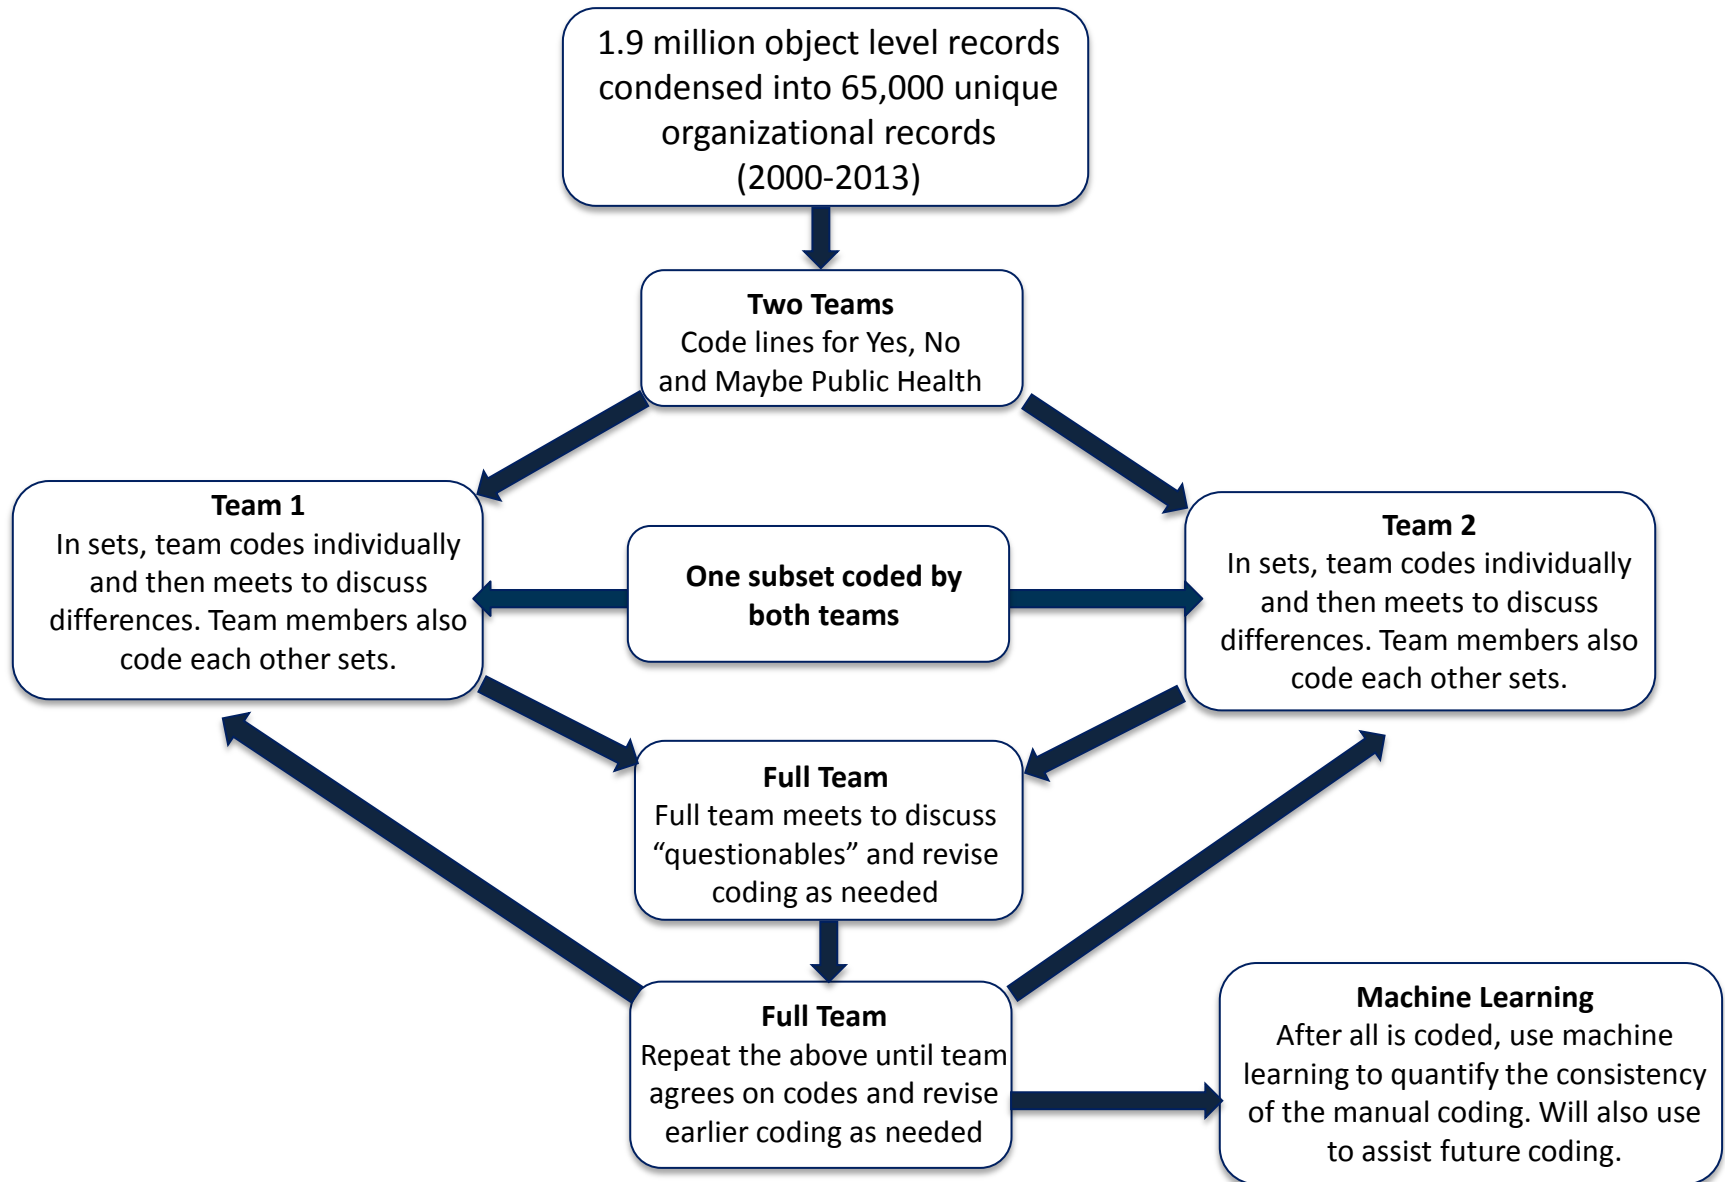 1.9 million object level records
condensed into 65,000 unique
organizational records
(2000-2013)
Two Teams
Code lines for Yes, No
and Maybe Public Health
Team 1
In sets, team codes individually
and then meets to discuss
differences. Team members also
code each other sets.
One subset coded by
both teams
Team 2
In sets, team codes individually
and then meets to discuss
differences. Team members also
code each other sets.
Full Team
Full team meets to discuss
“questionables” and revise
coding as needed
Full Team
Repeat the above until team
agrees on codes and revise
earlier coding as needed
Machine Learning
After all is coded, use machine
learning to quantify the consistency
of the manual coding. Will also use
to assist future coding.